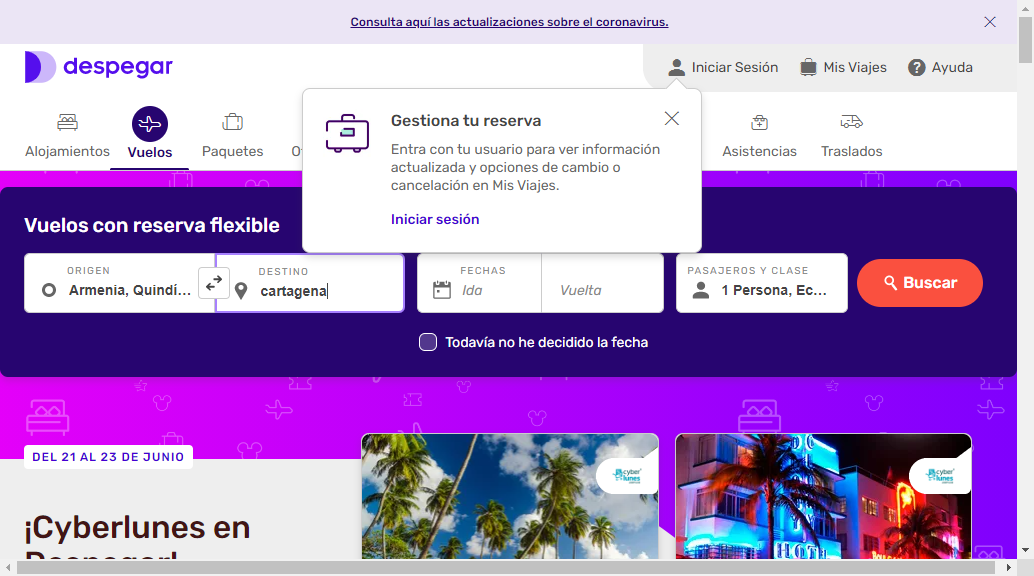 Consulta aquí las actualizaciones sobre el coronavirus.
despegar
Iniciar Sesión
Mis Viajes
Ayuda
Alojamientos
Vuelos
Paquetes
Asistencias
Traslados
Gestiona tu reserva
Entra con tu usuario para ver información
actualizada y opciones de cambio o
cancelación en Mis Viajes.
Iniciar sesión
Vuelos con reserva flexible
ORIGEN
Armenia, Quindí...
DESTINO
cartagena
FECHAS
Ida
Vuelta
PASAJEROS Y CLASE
1 Persona, Ec...
Buscar
Todavía no he decidido la fecha
DEL 21 AL 23 DE JUNIO
cyber
lunes
cyber
lunes
HOTEL
¡Cyberlunes en
Despegar!